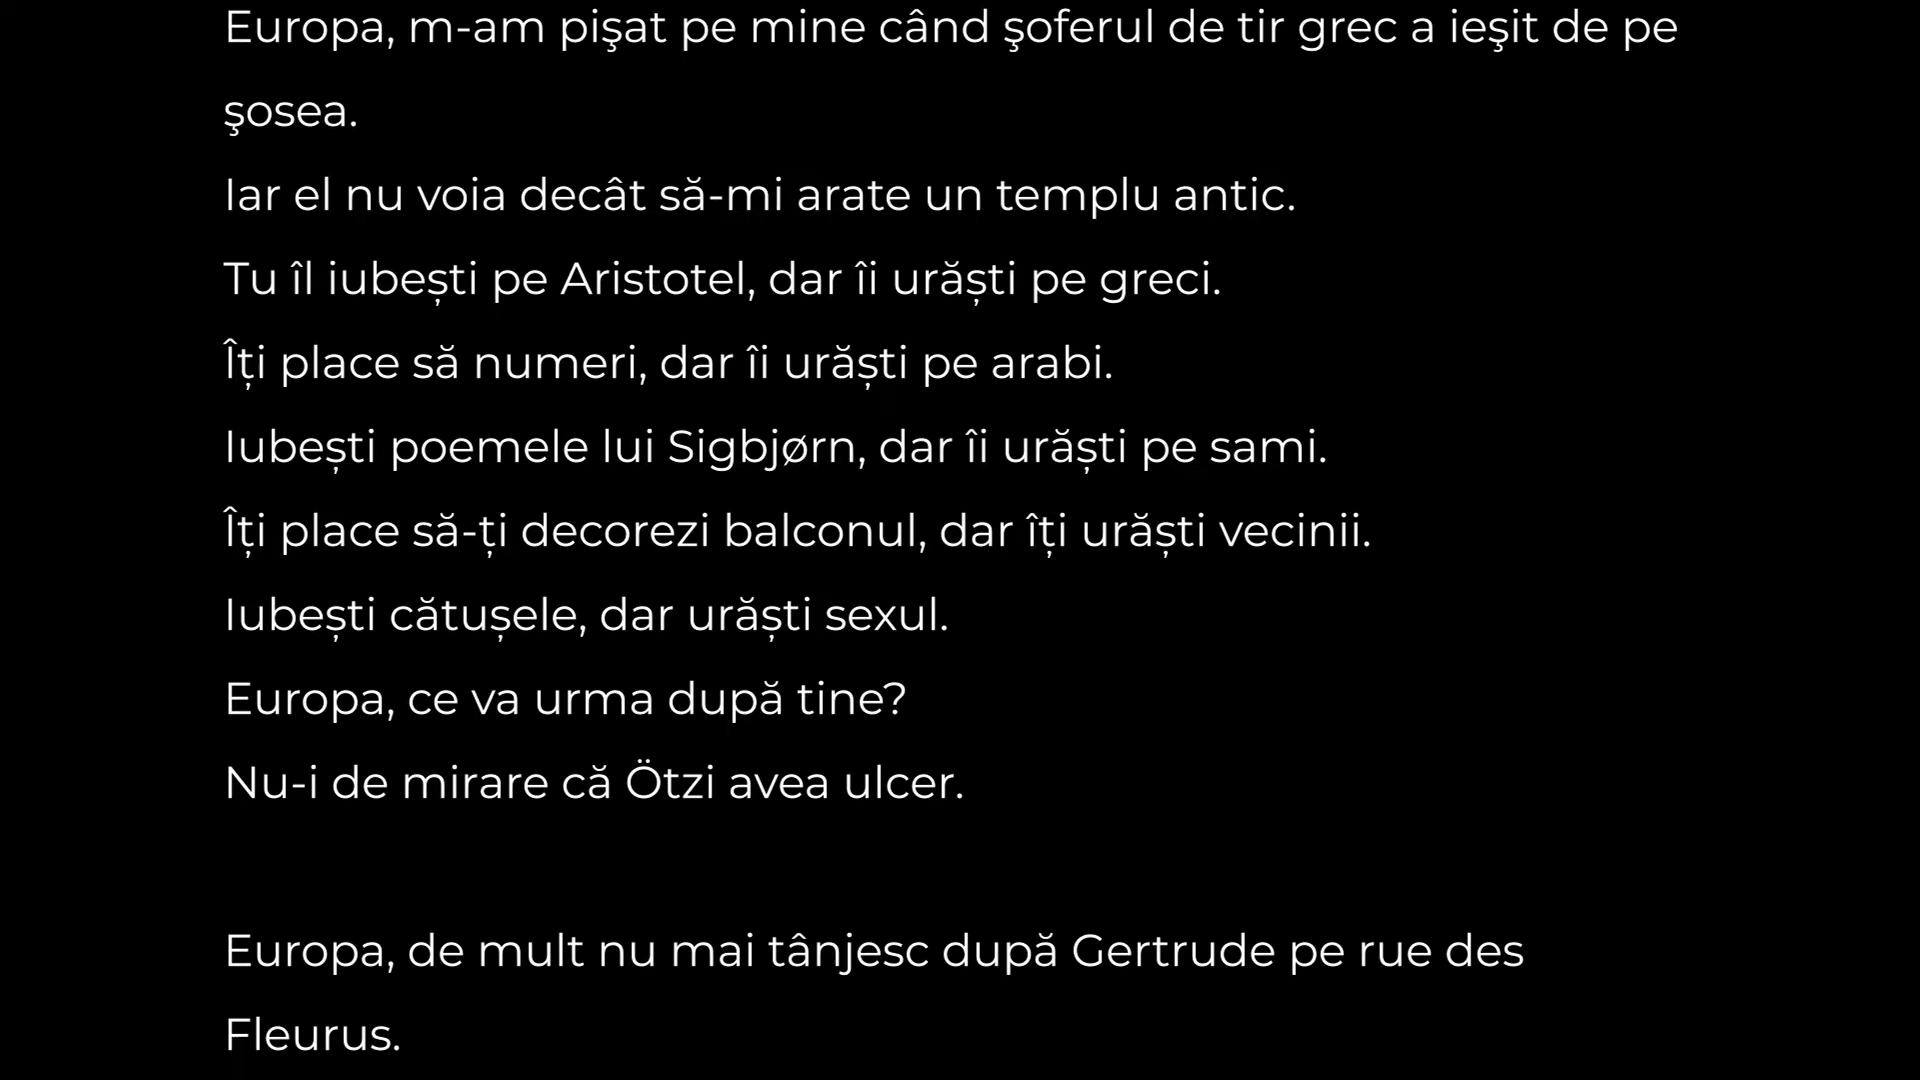 Europa, m-am pişat pe mine când şoferul de tir grec a ieşit de pe
şosea.
Iar el nu voia decât să-mi arate un templu antic.
Tu îl iubești pe Aristotel, dar îi urăști pe greci.
Îți place să numeri, dar îi urăști pe arabi.
Iubești poemele lui Sigbjørn, dar îi urăști pe sami.
Îți place să-ți decorezi balconul, dar îți urăști vecinii.
Iubești cătușele, dar urăști sexul.
Europa, ce va urma după tine?
Nu-i de mirare că Ötzi avea ulcer.
Europa, de mult nu mai tânjesc după Gertrude pe rue des
Fleurus.